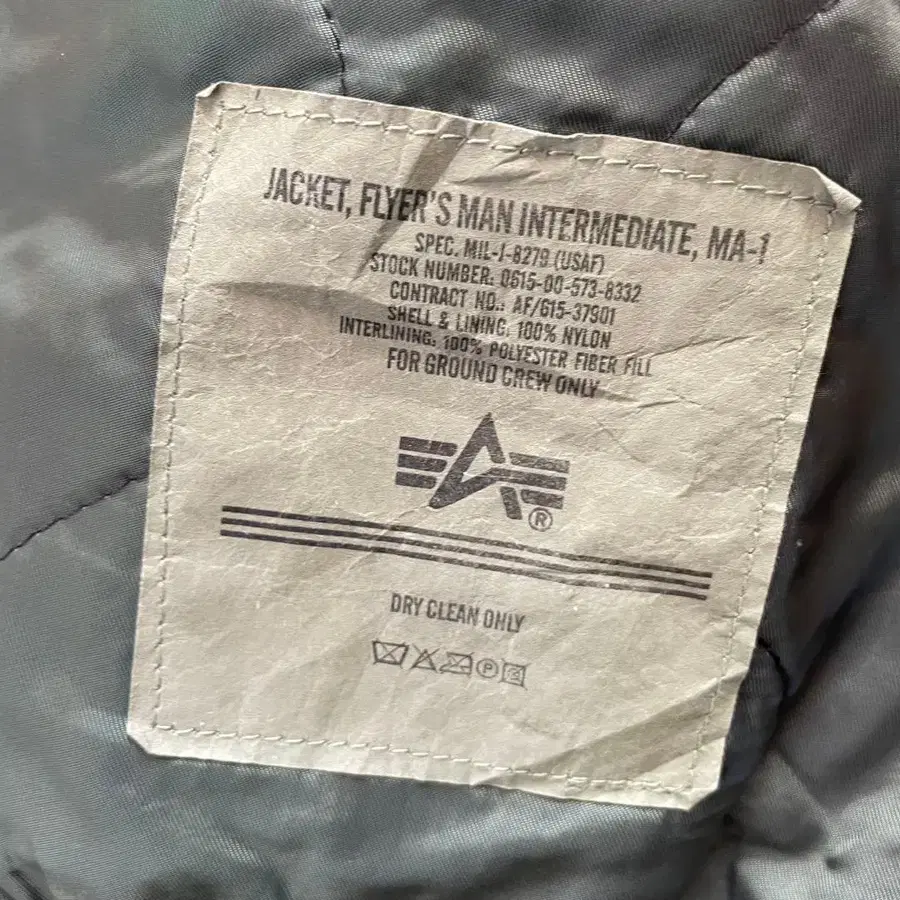 JACKET, FLYER'S MAN INTERMEDIATE, MA-1
SPEC. MIL-J-8279 (USAF)
STOCK NUMBER. 0615-00-573-8332
CONTRACT NO.: AF/615-37901
SHELL & LINING. 100% NYLON
INTERLINING. 100% POLYESTER FIBER FILL
FOR GROUND CREW ONLY
®
DRY CLEAN ONLY
P